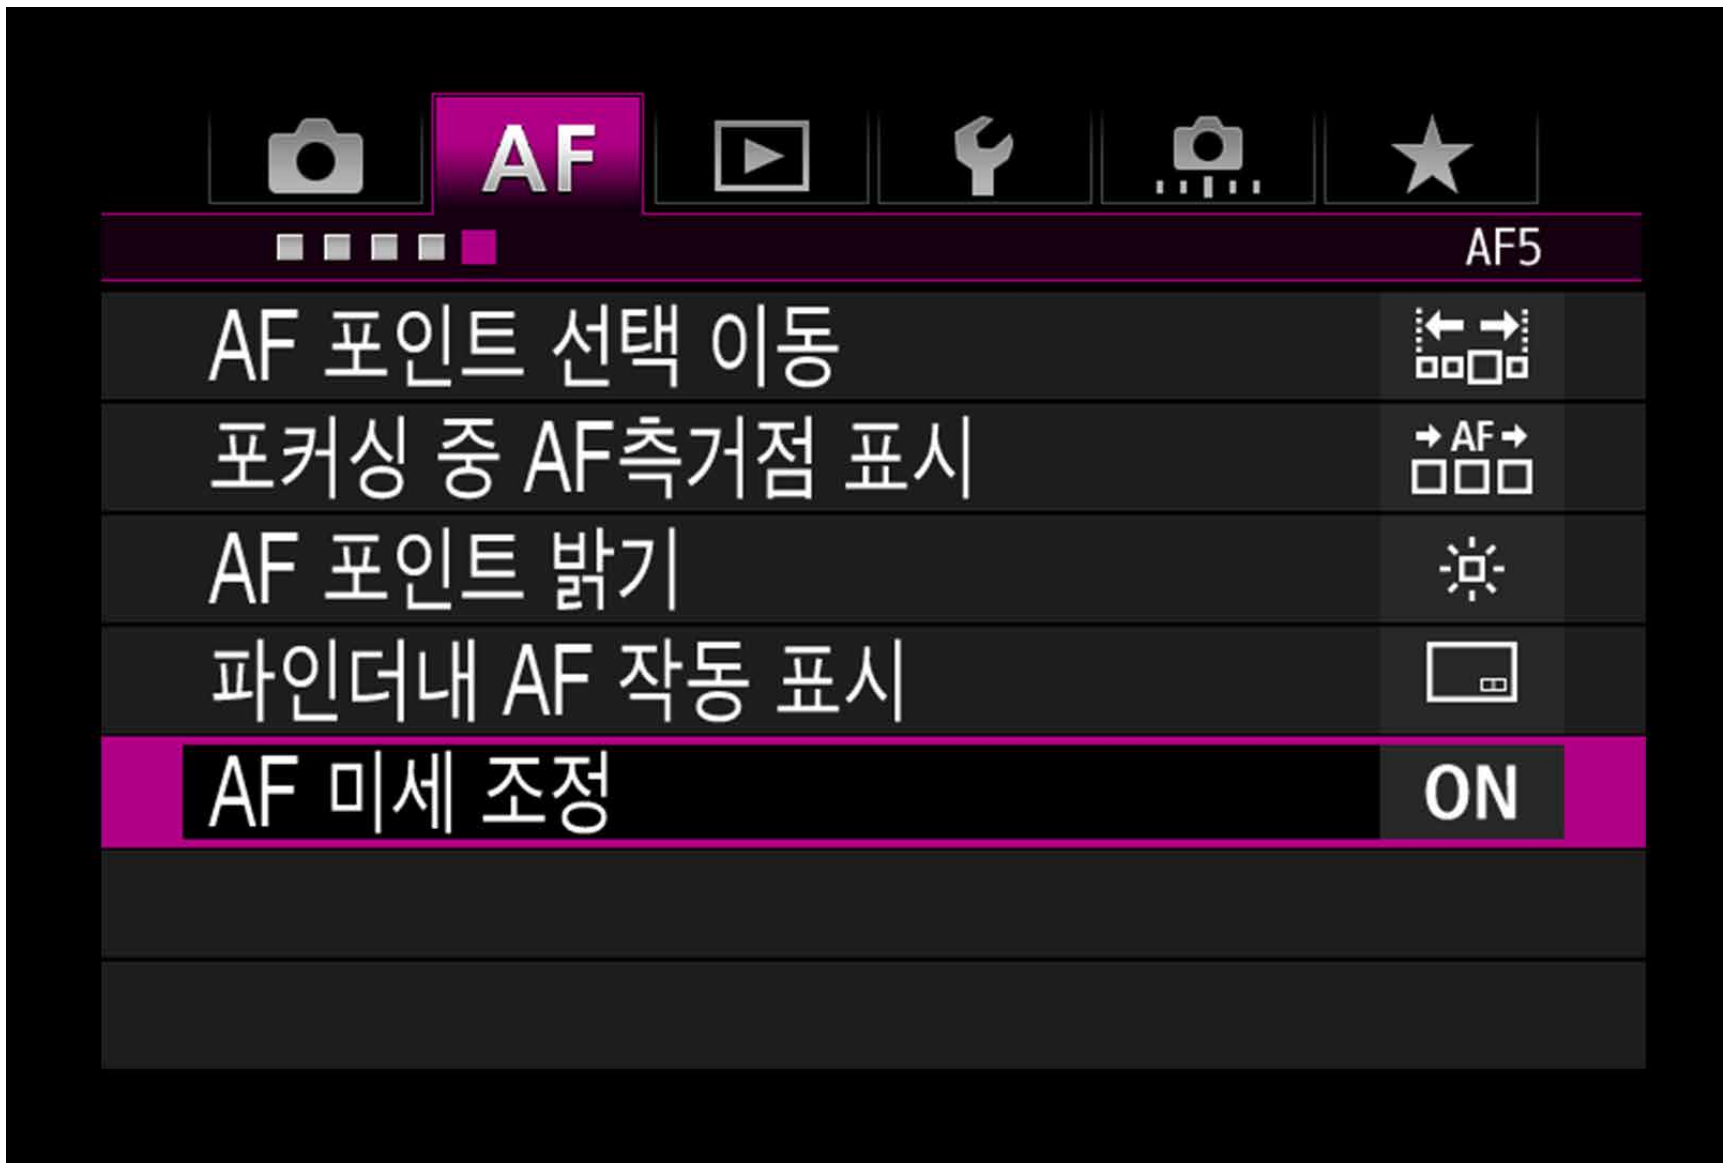 AF
AF5
AF 포인트 선택 이동
포커싱 중 AF측거점 표시
AF
AF 포인트 밝기
파인더내 AF 작동 표시
AF 미세 조정
ON